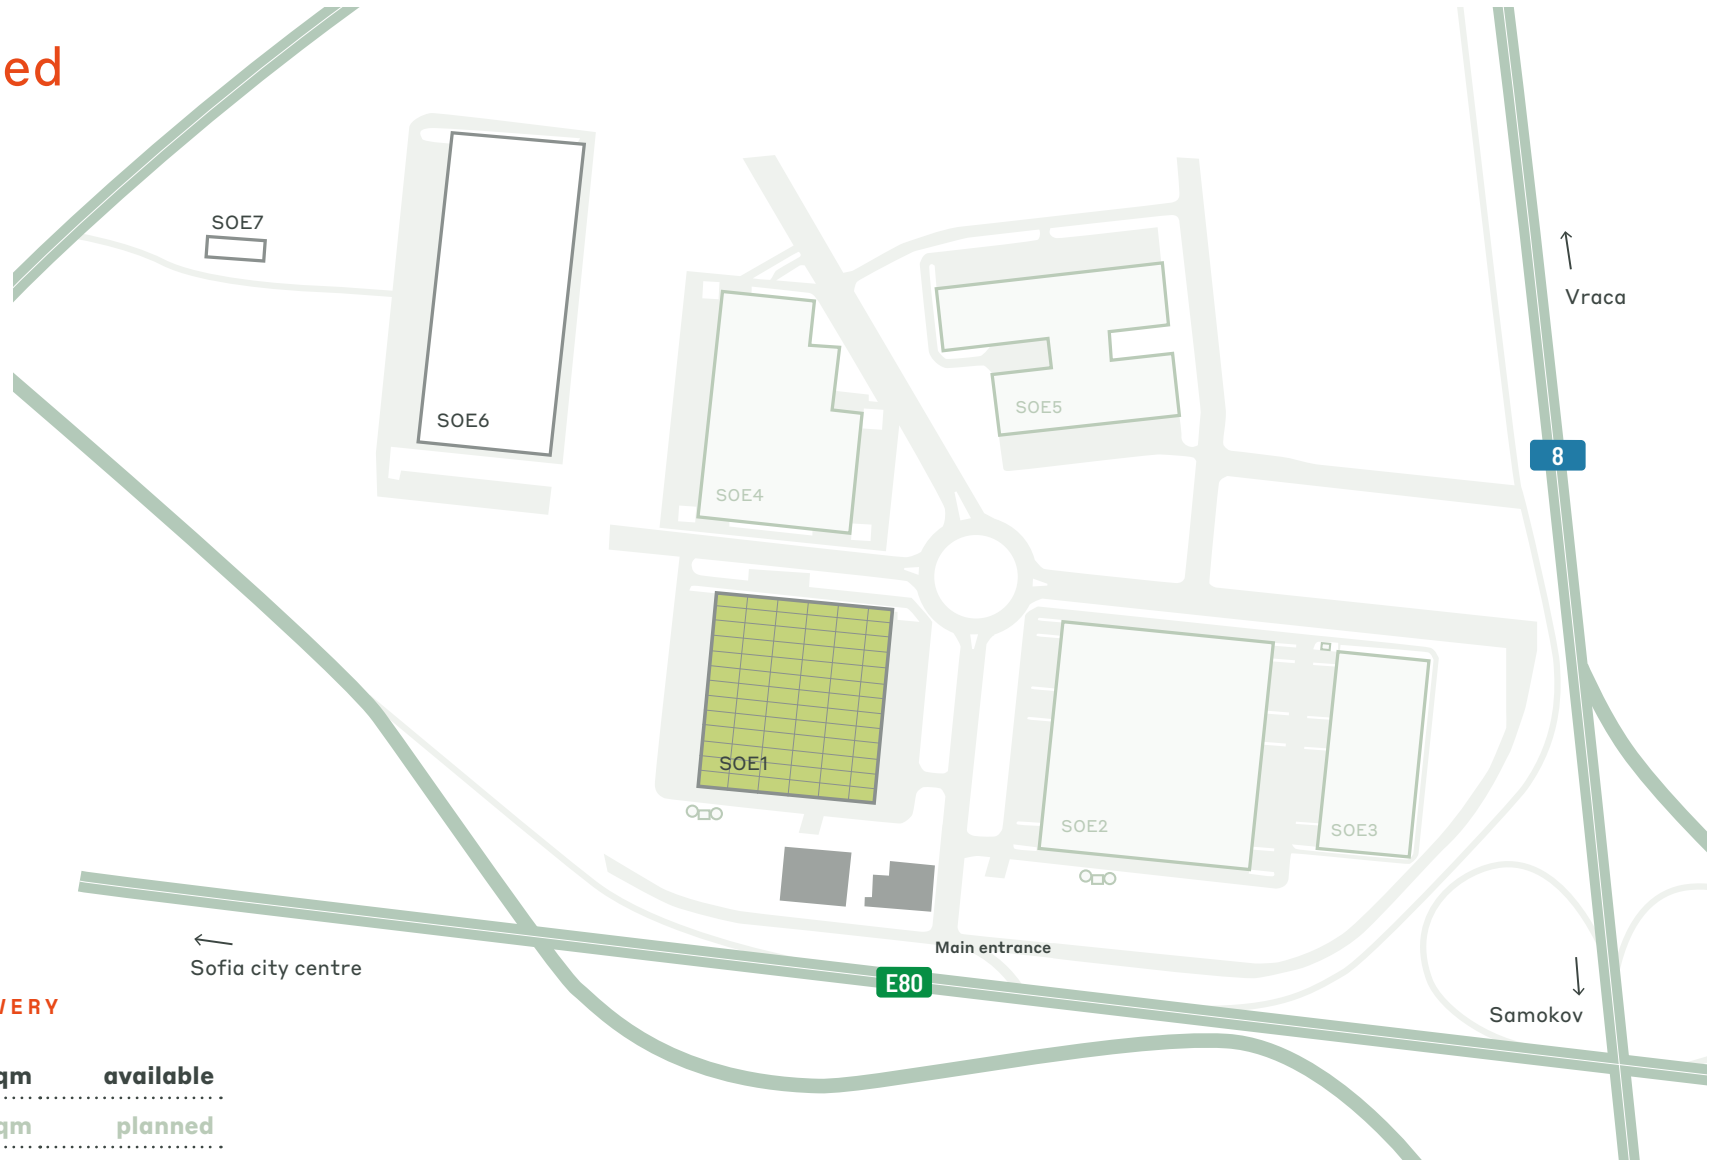 ed
SOE7
Vraca
SOE6
SOE5
8
SOE4
SOE1
SOE2
SOE3
Main entrance
Sofia city centre
E80
VERY
Samokov
qm available
qm planned